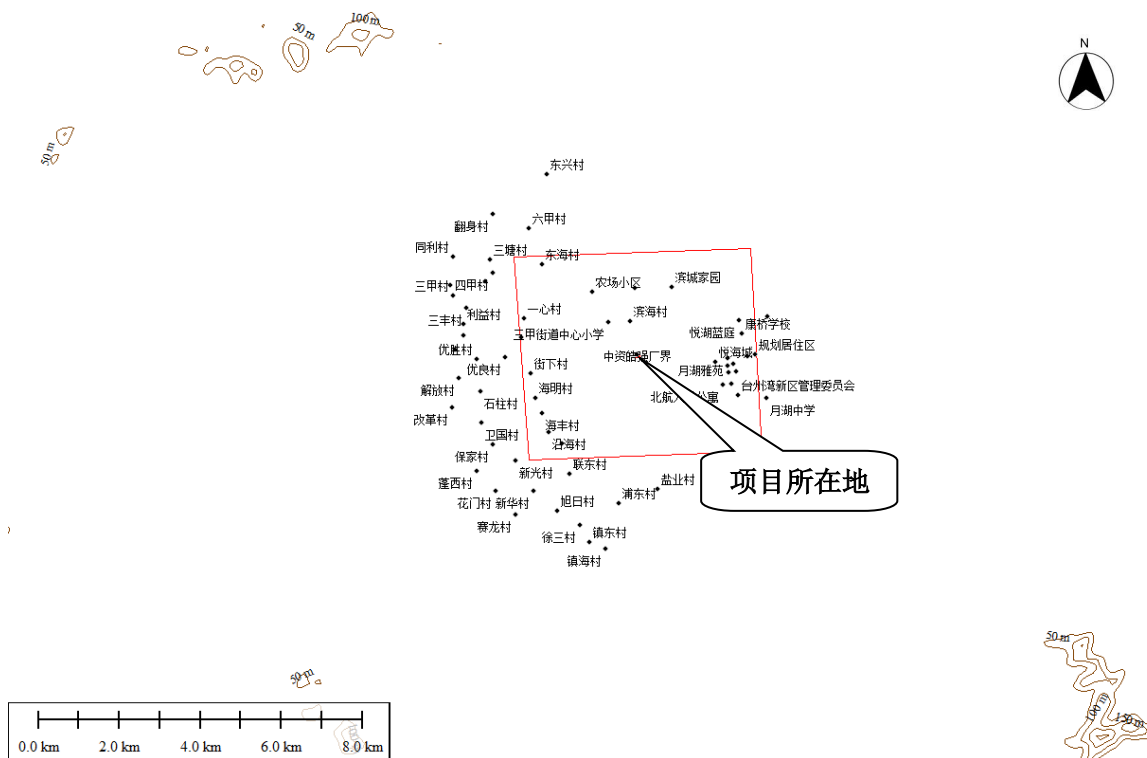 100 m
50 m
N
50 m
东兴村
六甲村
翻身村
同利村
三塘村
东海村
三甲村
四甲村
农场小区
滨城家园
利益村
一心村
滨海村
三丰村
三甲街道中心小学
悦湖蓝庭
康桥学校
优胜村
中资皓强厂界
悦海城
规划居住区
优良村
街下村
月湖雅苑
解放村
石柱村
海明村
北航
公寓
台州湾新区管理委员会
改革村
月湖中学
卫国村
海丰村
沿海村
保家村
新光村
联东村
蓬西村
盐业村
项目所在地
花门村
新华村
旭日村
浦东村
赛龙村
徐三村
镇东村
镇海村
50 m
50 m
100 m
150 m
0.0 km
2.0 km
4.0 km
6.0 km
8.0 km